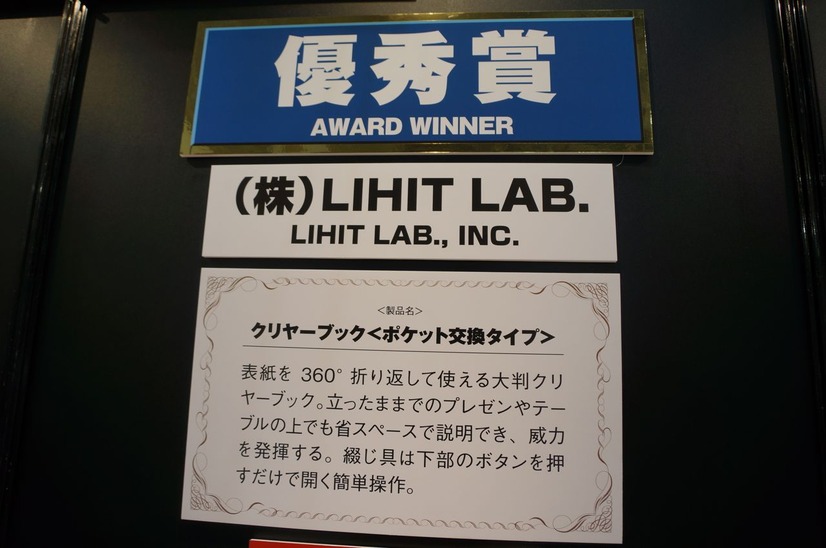 優秀賞
AWARD WINNER
（株）LIHIT LAB.
LIHIT LAB., INC.
＜製品名＞
クリヤーブック＜ポケット交換タイプ＞
表紙を 360° 折り返して使える大判クリ
ヤーブック。立ったままでのプレゼンやテー
ブルの上でも省スペースで説明でき、威力
を発揮する。綴じ具は下部のボタンを押
すだけで開く簡単操作。